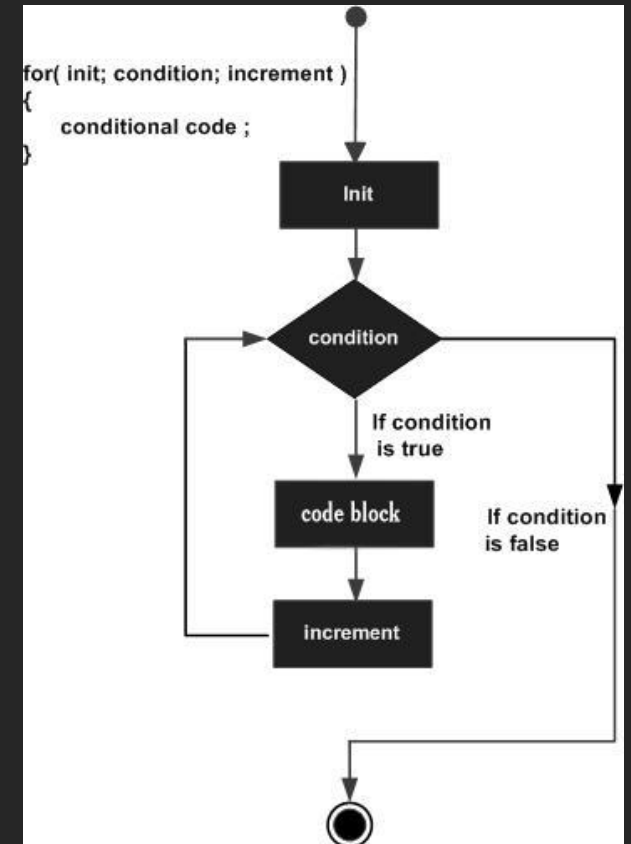 for( init; condition; increment )
{
conditional code ;
}
Init
condition
If condition
is true
code block
If condition
is false
increment